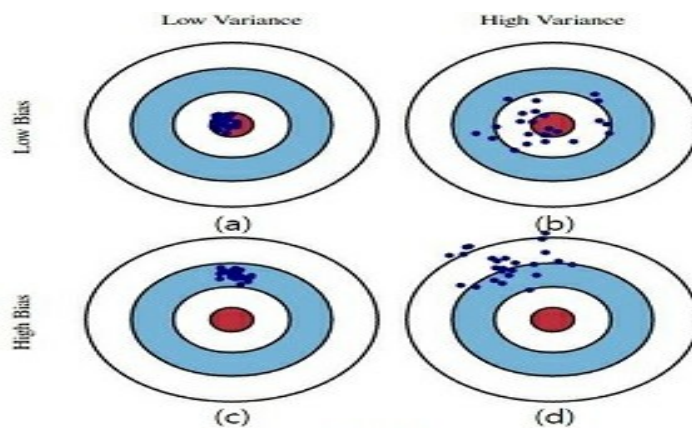 Low Variance
High Variance
Low Bias
(a)
(b)
High Bias
(c)
(d)